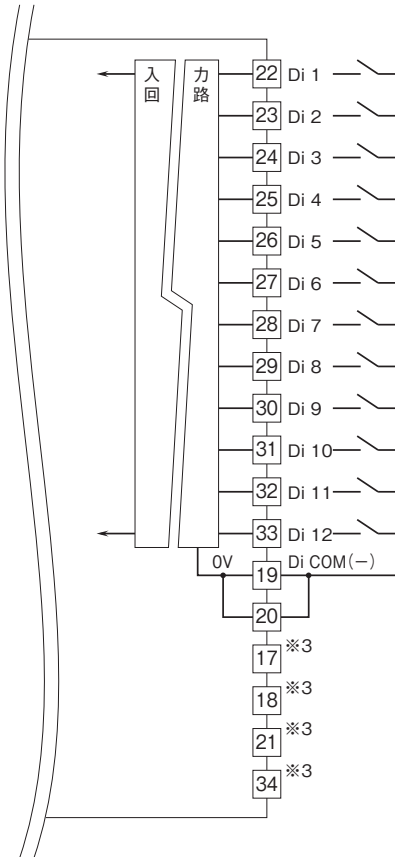 入力
回路
22 Di 1
23 Di 2
24 Di 3
25 Di 4
26 Di 5
27 Di 6
28 Di 7
29 Di 8
30 Di 9
31 Di 10
32 Di 11
33 Di 12
0V 19 Di COM(−)
20
17 ※3
18 ※3
21 ※3
34 ※3